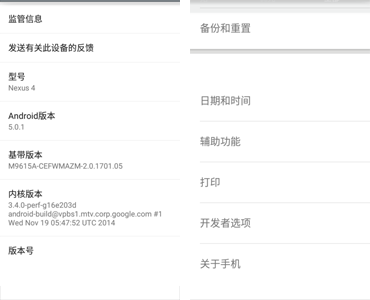 监管信息
发送有关此设备的反馈
型号
Nexus 4
Android版本
5.0.1
基带版本
M9615A-CEFWMAZM-2.0.1701.05
内核版本
3.4.0-perf-g16e203d
android-build@vpbs1.mtv.corp.google.com #1
Wed Nov 19 05:47:52 UTC 2014
版本号
备份和重置
日期和时间
辅助功能
打印
开发者选项
关于手机